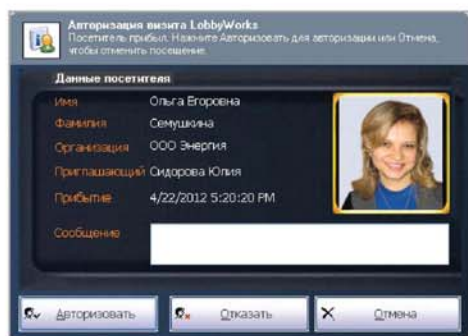 Авторизация визита LobbyWorks
Посетитель прибыл. Нажмите Авторизовать для авторизации или Отмена,
чтобы отменить посещение.
Данные посетителя
Имя Ольга Егоровна
Фамилия Семушкина
Организация ООО Энергия
Приглашающий Сидорова Юлия
Прибытие 4/22/2012 5:20:20 PM
Сообщение
Авторизовать Отказать Отмена